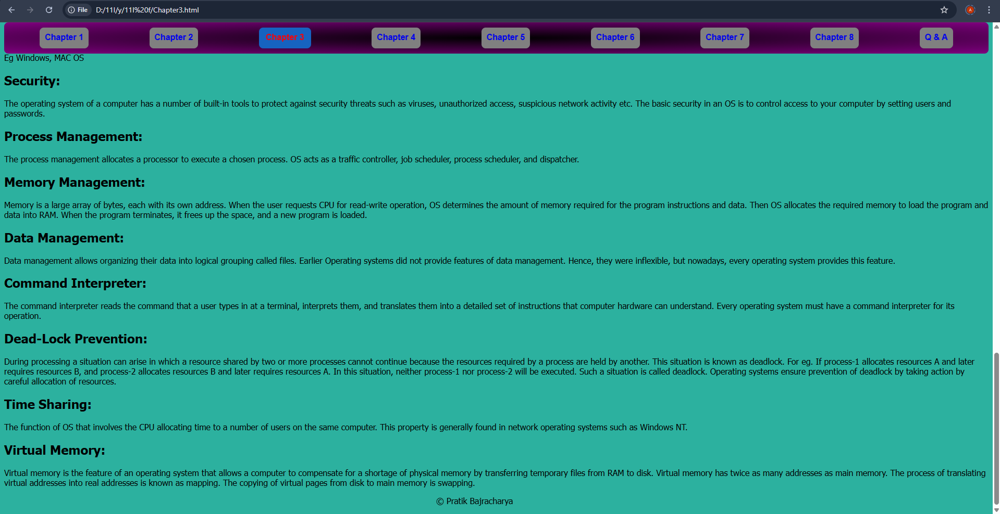 File D:/11I/y/11I%20f/Chapter3.html
A
Chapter 1 Chapter 2 Chapter 3 Chapter 4 Chapter 5 Chapter 6 Chapter 7 Chapter 8 Q & A
Eg Windows, MAC OS
Security:
The operating system of a computer has a number of built-in tools to protect against security threats such as viruses, unauthorized access, suspicious network activity etc. The basic security in an OS is to control access to your computer by setting users and
passwords.
Process Management:
The process management allocates a processor to execute a chosen process. OS acts as a traffic controller, job scheduler, process scheduler, and dispatcher.
Memory Management:
Memory is a large array of bytes, each with its own address. When the user requests CPU for read-write operation, OS determines the amount of memory required for the program instructions and data. Then OS allocates the required memory to load the program and
data into RAM. When the program terminates, it frees up the space, and a new program is loaded.
Data Management:
Data management allows organizing their data into logical grouping called files. Earlier Operating systems did not provide features of data management. Hence, they were inflexible, but nowadays, every operating system provides this feature.
Command Interpreter:
The command interpreter reads the command that a user types in at a terminal, interprets them, and translates them into a detailed set of instructions that computer hardware can understand. Every operating system must have a command interpreter for its
operation.
Dead-Lock Prevention:
During processing a situation can arise in which a resource shared by two or more processes cannot continue because the resources required by a process are held by another. This situation is known as deadlock. For eg. If process-1 allocates resources A and later
requires resources B, and process-2 allocates resources B and later requires resources A. In this situation, neither process-1 nor process-2 will be executed. Such a situation is called deadlock. Operating systems ensure prevention of deadlock by taking action by
careful allocation of resources.
Time Sharing:
The function of OS that involves the CPU allocating time to a number of users on the same computer. This property is generally found in network operating systems such as Windows NT.
Virtual Memory:
Virtual memory is the feature of an operating system that allows a computer to compensate for a shortage of physical memory by transferring temporary files from RAM to disk. Virtual memory has twice as many addresses as main memory. The process of translating
virtual addresses into real addresses is known as mapping. The copying of virtual pages from disk to main memory is swapping.
© Pratik Bajracharya